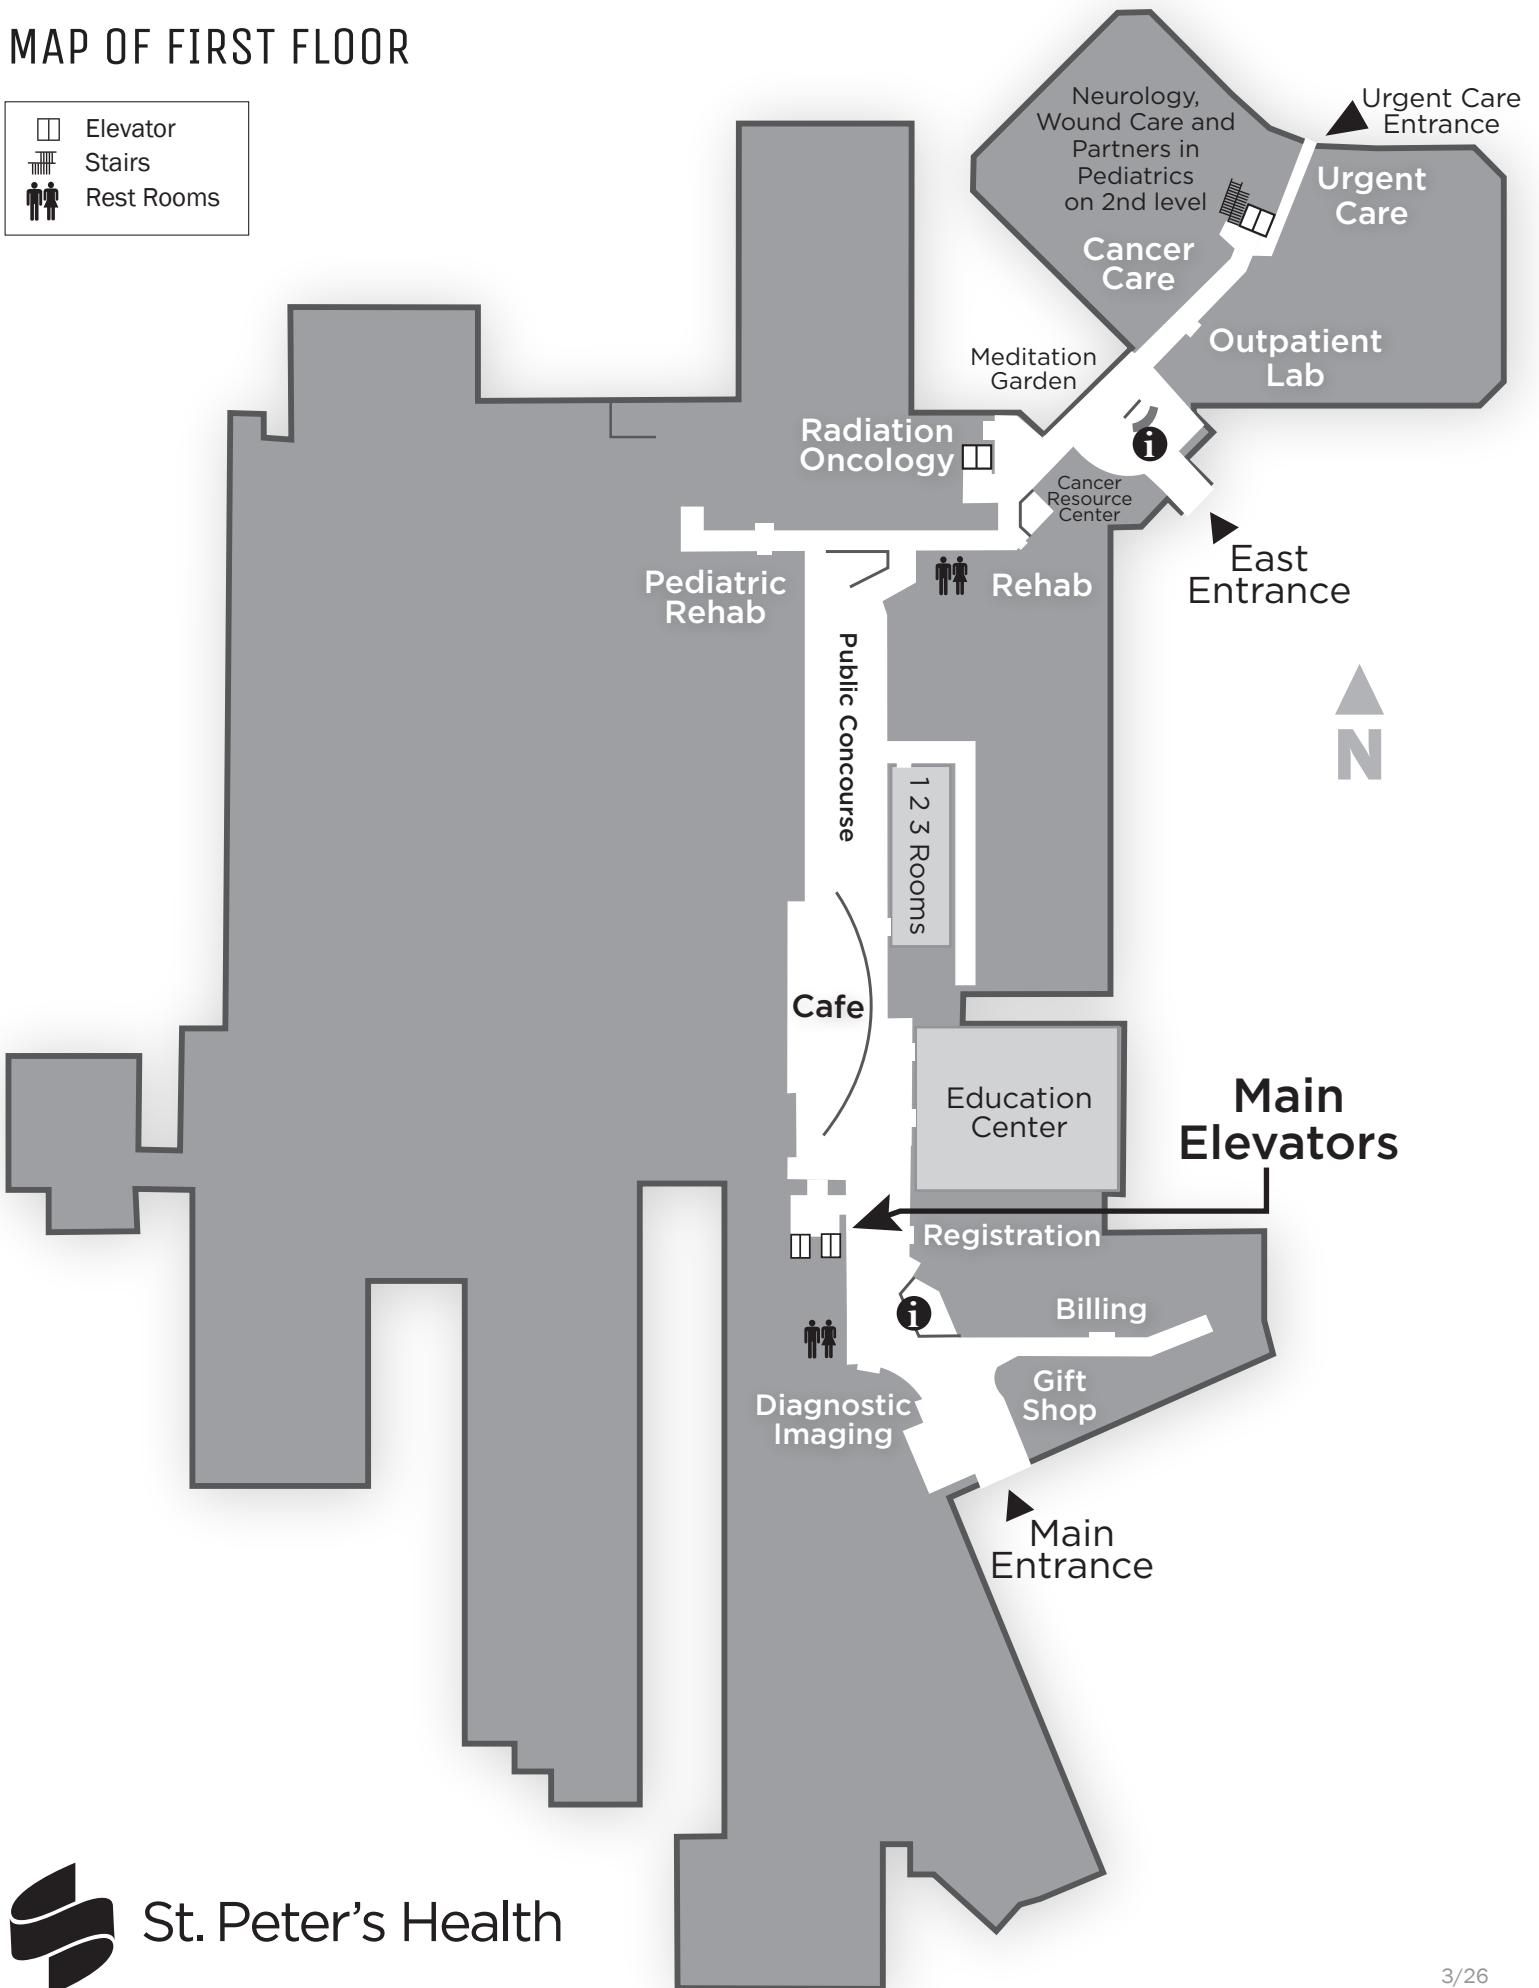 MAP OF FIRST FLOOR
Elevator
Stairs
Rest Rooms
Neurology,
Wound Care and
Partners in
Pediatrics
on 2nd level
Urgent Care
Entrance
Urgent
Care
Cancer
Care
Outpatient
Lab
Meditation
Garden
Radiation
Oncology
i
Cancer
Resource
Center
East
Entrance
Pediatric
Rehab
Rehab
Public Concourse
N
1 2 3 Rooms
Cafe
Education
Center
Main
Elevators
Registration
i
Billing
Gift
Shop
Diagnostic
Imaging
Main
Entrance
St. Peter's Health
3/26